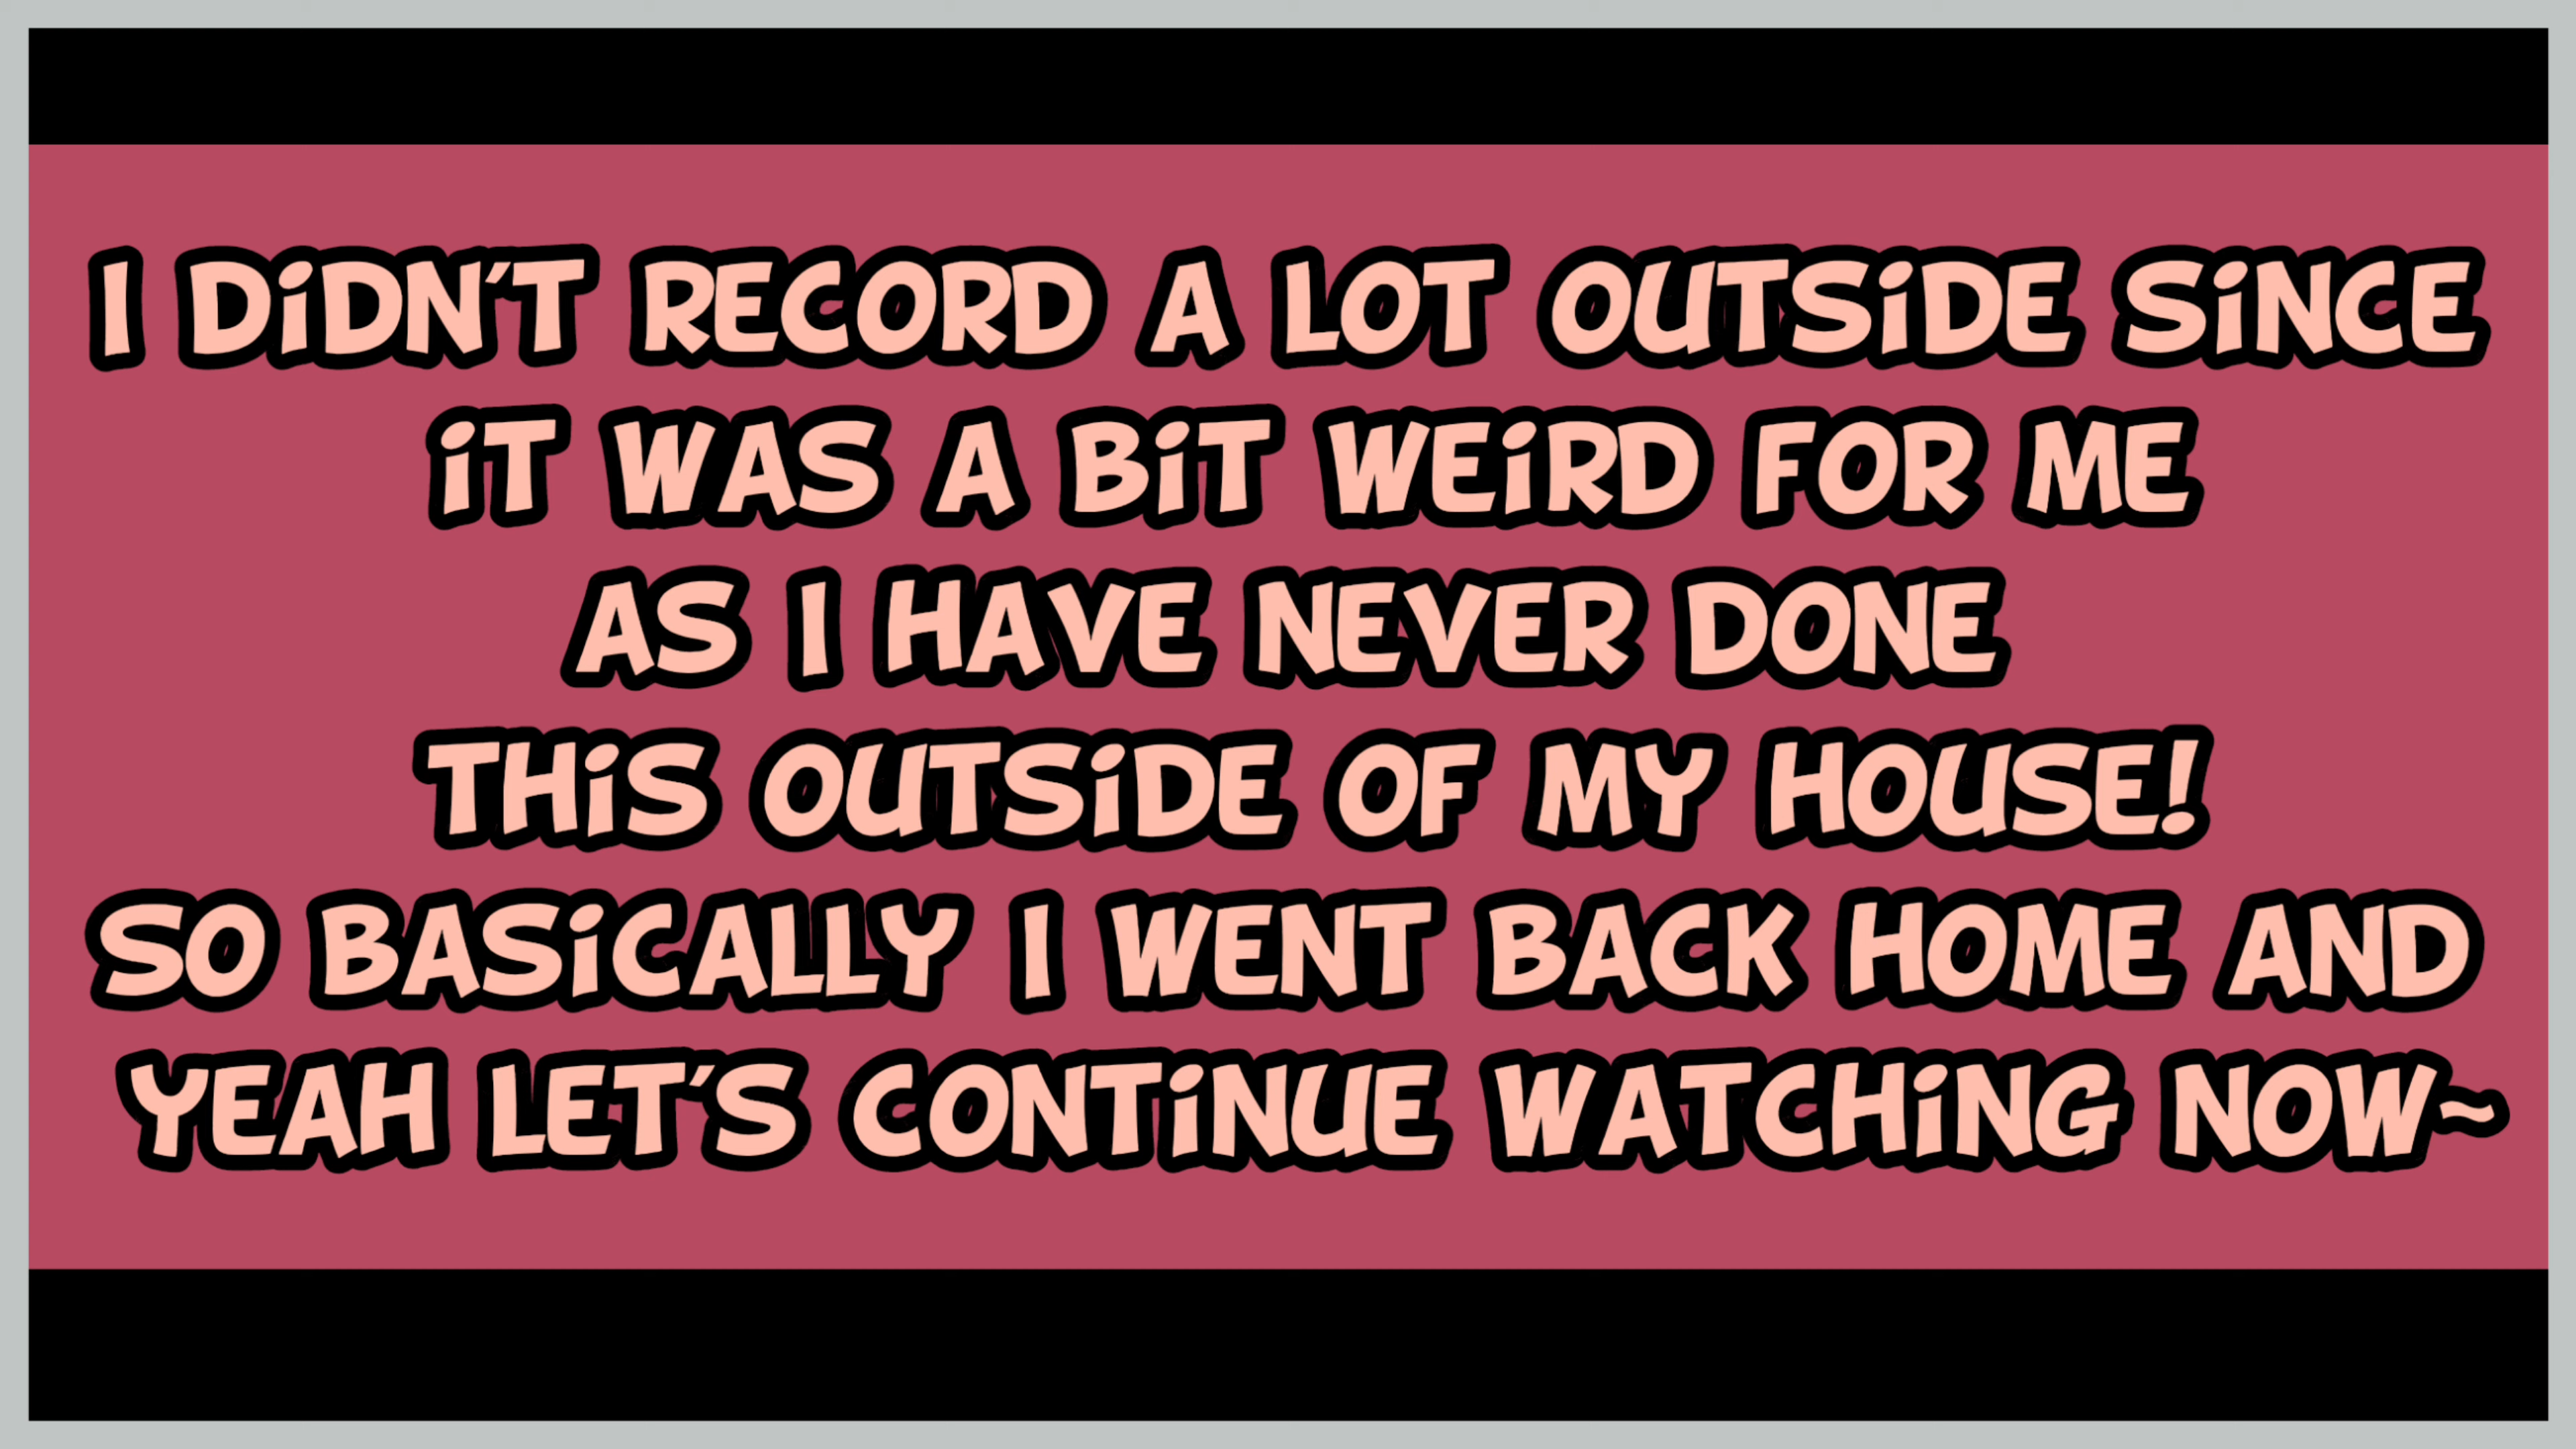 I DiDN'T RECORD A LOT OUTSiDE SiNCE
iT WAS A BiT WEiRD FOR ME
AS I HAVE NEVER DONE
THiS OUTSiDE OF MY HOUSE!
SO BASiCALLY I WENT BACK HOME AND
YEAH LET'S CONTiNUE WATCHiNG NOW~